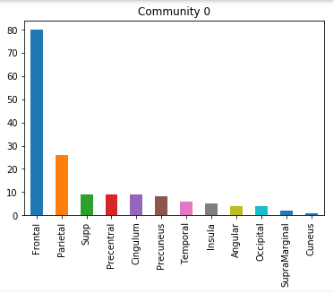 Community 0
80
70
60
50
40
30
20
10
0
Frontal
Parietal
Supp
Precentral
Cingulum
Precuneus
Temporal
Insula
Angular
Occipital
SupraMarginal
Cuneus